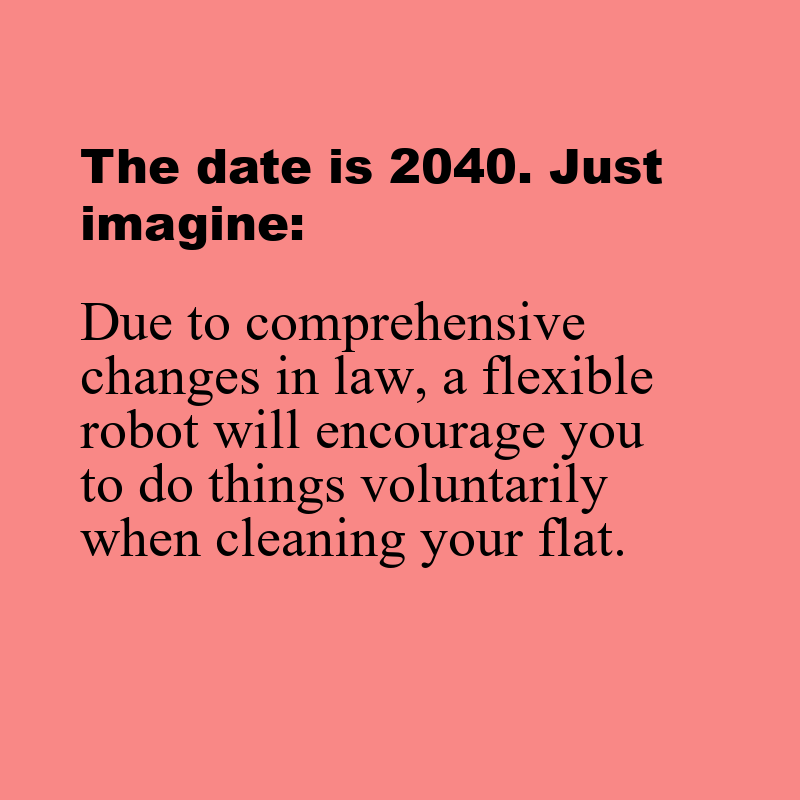 The date is 2040. Just
imagine:
Due to comprehensive
changes in law, a flexible
robot will encourage you
to do things voluntarily
when cleaning your flat.